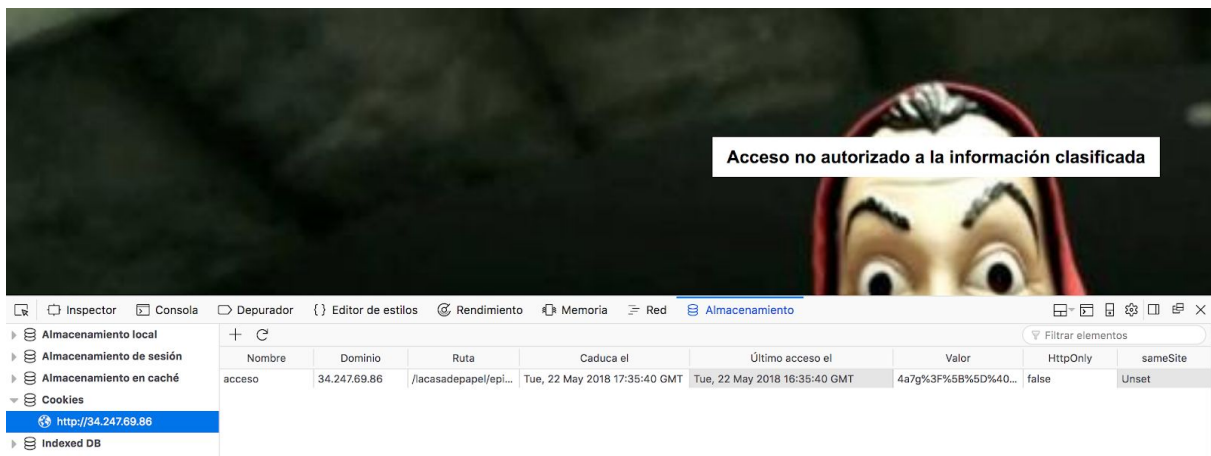 Acceso no autorizado a la información clasificada
Inspector Consola Depurador {} Editor de estilos Rendimiento Memoria Red Almacenamiento
Almacenamiento local
Almacenamiento de sesión
Almacenamiento en caché
Cookies
http://34.247.69.86
Indexed DB
+ Filtrar elementos
Nombre Dominio Ruta Caduca el Último acceso el Valor HttpOnly sameSite
acceso 34.247.69.86 /lacasadepapel/epi... Tue, 22 May 2018 17:35:40 GMT Tue, 22 May 2018 16:35:40 GMT 4a7g%3F%5B%5D%40... false Unset